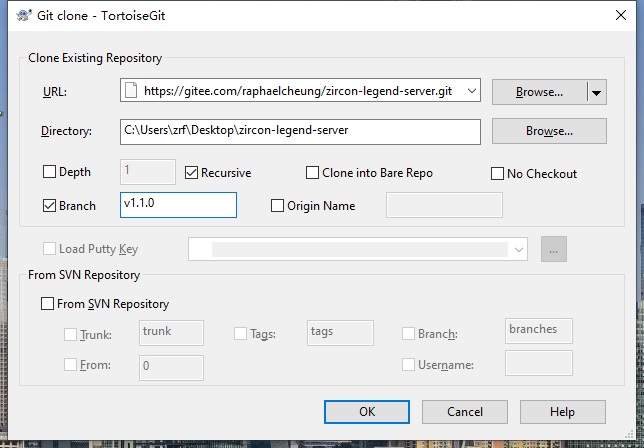 Git clone - TortoiseGit
Clone Existing Repository
URL: https://gitee.com/raphaelcheung/zircon-legend-server.git Browse...
Directory: C:\Users\zrf\Desktop\zircon-legend-server Browse...
Depth 1 Recursive Clone into Bare Repo No Checkout
Branch v1.1.0 Origin Name
Load Putty Key ...
From SVN Repository
From SVN Repository
Trunk: trunk Tags: tags Branch: branches
From: 0 Username:
OK Cancel Help